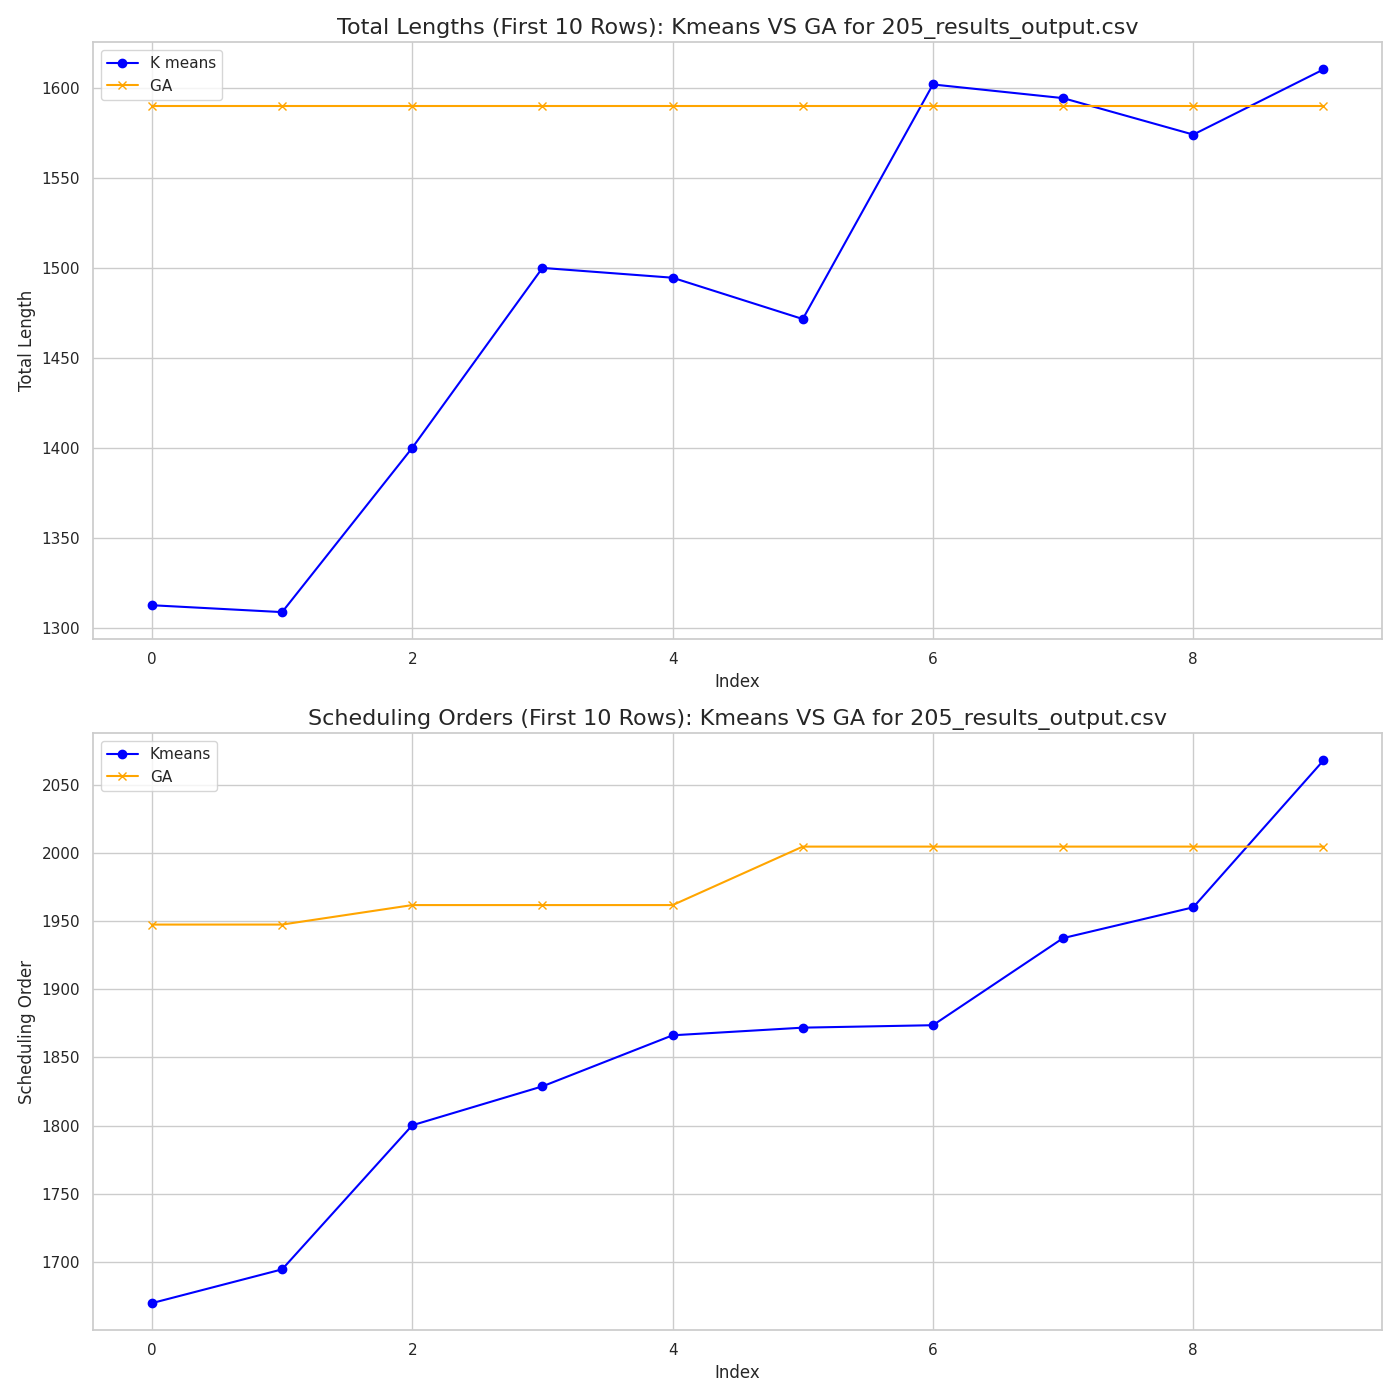 Total Lengths (First 10 Rows): Kmeans VS GA for 205_results_output.csv
K means
GA
1600
1550
1500
1450
1400
1350
1300
Total Length
0 2 4 6 8
Index
Scheduling Orders (First 10 Rows): Kmeans VS GA for 205_results_output.csv
Kmeans
GA
2050
2000
1950
1900
1850
1800
1750
1700
Scheduling Order
0 2 4 6 8
Index